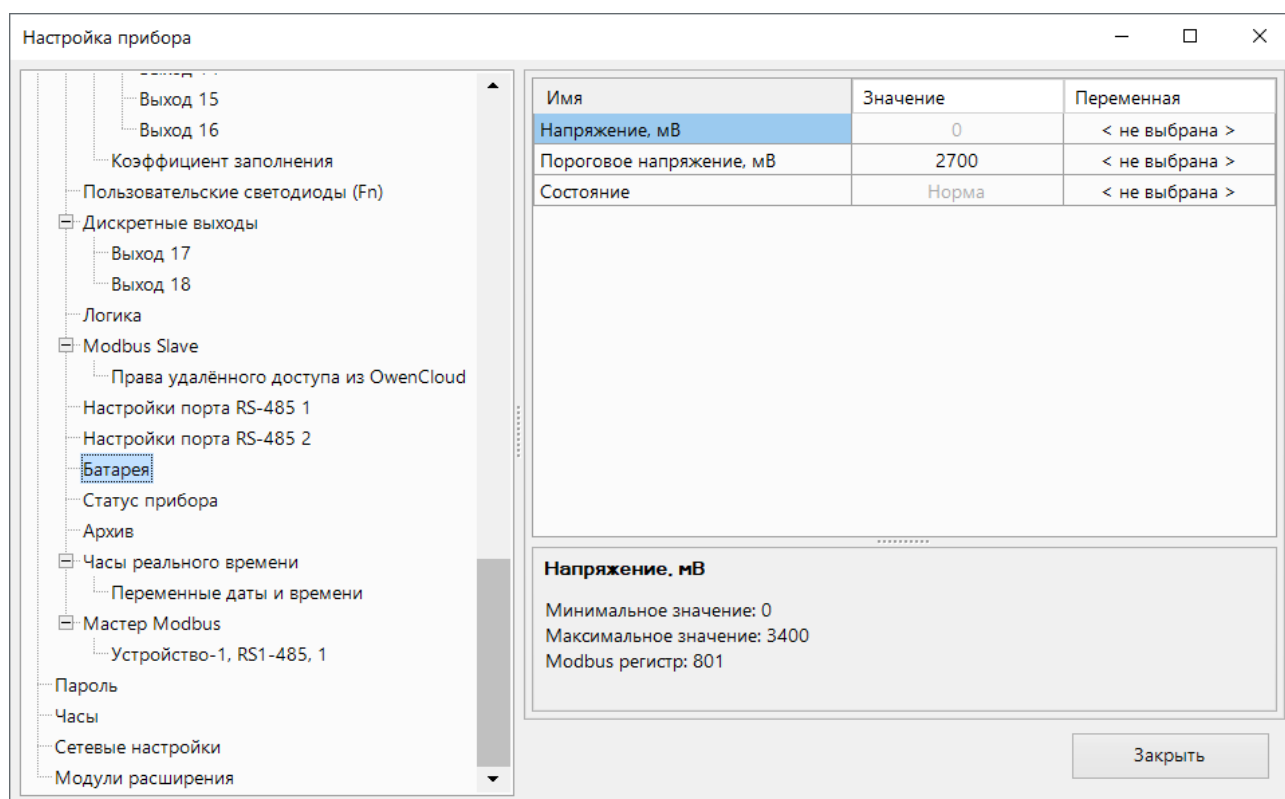 Настройка прибора
Выход 15
Выход 16
Коэффициент заполнения
Пользовательские светодиоды (Fn)
Дискретные выходы
Выход 17
Выход 18
Логика
Modbus Slave
Права удалённого доступа из OwenCloud
Настройки порта RS-485 1
Настройки порта RS-485 2
Батарея
Статус прибора
Архив
Часы реального времени
Переменные даты и времени
Мастер Modbus
Устройство-1, RS1-485, 1
Пароль
Часы
Сетевые настройки
Модули расширения
Имя Значение Переменная
Напряжение, мВ 0 < не выбрана >
Пороговое напряжение, мВ 2700 < не выбрана >
Состояние Норма < не выбрана >
Напряжение, мВ
Минимальное значение: 0
Максимальное значение: 3400
Modbus регистр: 801
Закрыть